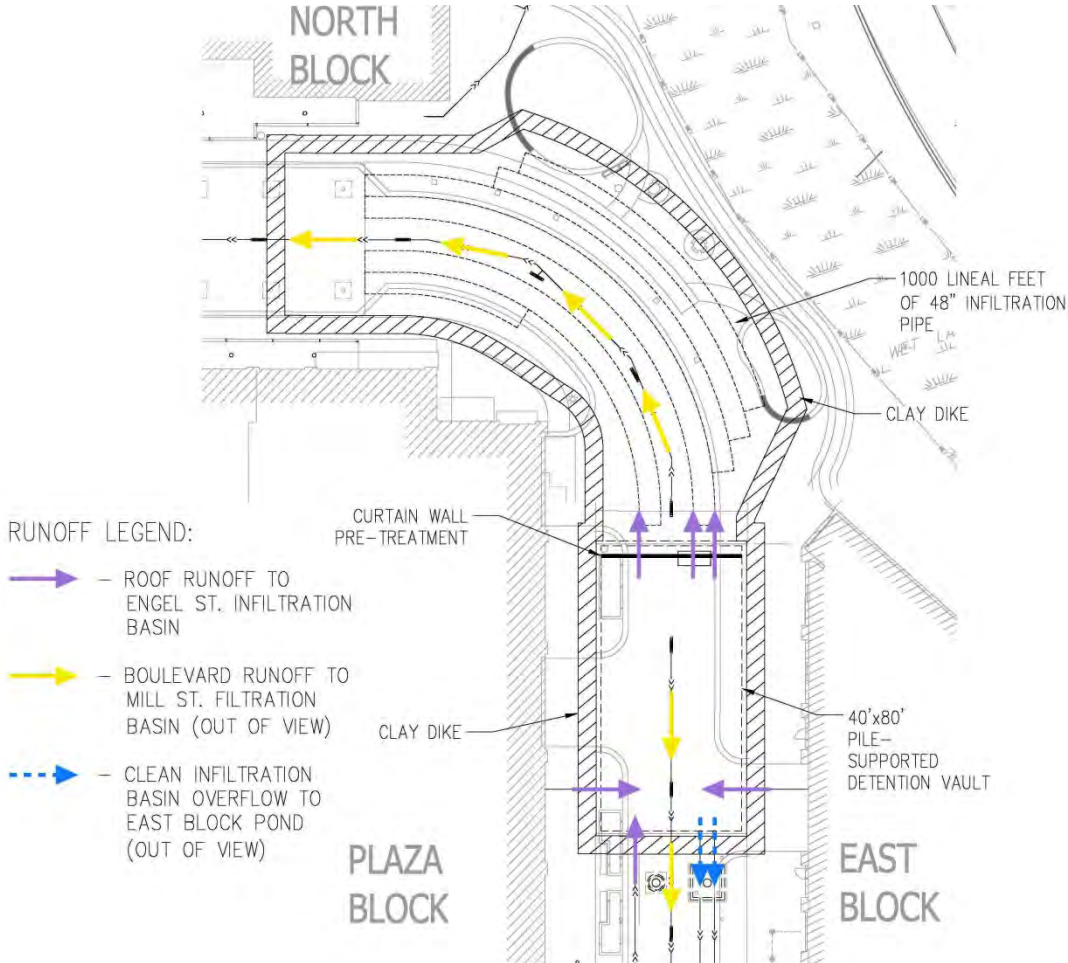 NORTH
BLOCK
1000 LINEAL FEET
OF 48" INFILTRATION
PIPE
WET
CLAY DIKE
CURTAIN WALL
PRE-TREATMENT
RUNOFF LEGEND:
– ROOF RUNOFF TO
ENGEL ST. INFILTRATION
BASIN
– BOULEVARD RUNOFF TO
MILL ST. FILTRATION
BASIN (OUT OF VIEW)
– CLEAN INFILTRATION
BASIN OVERFLOW TO
EAST BLOCK POND
(OUT OF VIEW)
CLAY DIKE
40'x80'
PILE-
SUPPORTED
DETENTION VAULT
PLAZA
BLOCK
EAST
BLOCK